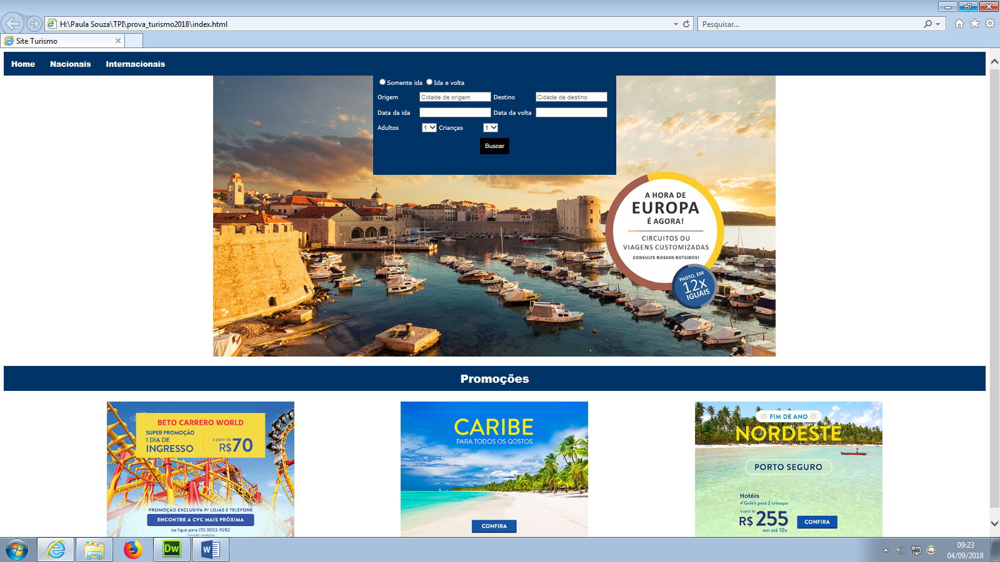 H:\Paula Souza\TPI\prova_turismo2018\index.html
Pesquisar...
Site Turismo
Home Nacionais Internacionais
Somente ida Ida e volta
Origem Cidade de origem Destino Cidade de destino
Data da ida Data da volta
Adultos 1 Crianças 1
Buscar
A HORA DE
EUROPA
É AGORA!
CIRCUITOS OU
VIAGENS CUSTOMIZADAS
CONSULTE NOSSOS ROTEIROS!
PAGTO. EM
12X
IGUAIS
Promoções
BETO CARRERO WORLD
SUPER PROMOÇÃO
1 DIA DE
INGRESSO
a partir de
R$70
PROMOÇÃO EXCLUSIVA P/ LOJAS E TELEFONE
ENCONTRE A CVC MAIS PRÓXIMA
ou ligue para (11) 3003-9282
*consulte condições
CARIBE
PARA TODOS OS GOSTOS
CONFIRA
FIM DE ANO
NORDESTE
PORTO SEGURO
Hotéis
✓Grátis para 2 crianças
a partir de
R$ 255
em até 10x
CONFIRA
Dw
W
09:23
04/09/2018